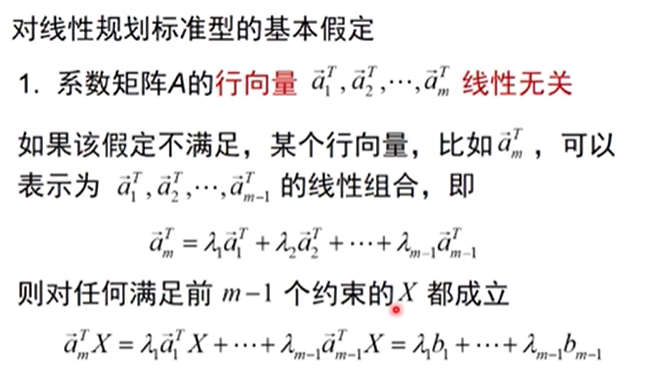 对线性规划标准型的基本假定
1. 系数矩阵A的行向量 $\vec{a}_1^T, \vec{a}_2^T, \cdots, \vec{a}_m^T$ 线性无关
如果该假定不满足，某个行向量，比如 $\vec{a}_m^T$ ，可以
表示为 $\vec{a}_1^T, \vec{a}_2^T, \cdots, \vec{a}_{m-1}^T$ 的线性组合，即
$\vec{a}_m^T = \lambda_1 \vec{a}_1^T + \lambda_2 \vec{a}_2^T + \cdots + \lambda_{m-1} \vec{a}_{m-1}^T$
则对任何满足前 $m-1$ 个约束的 $X$ 都成立
$\vec{a}_m^T X = \lambda_1 \vec{a}_1^T X + \cdots + \lambda_{m-1} \vec{a}_{m-1}^T X = \lambda_1 b_1 + \cdots + \lambda_{m-1} b_{m-1}$